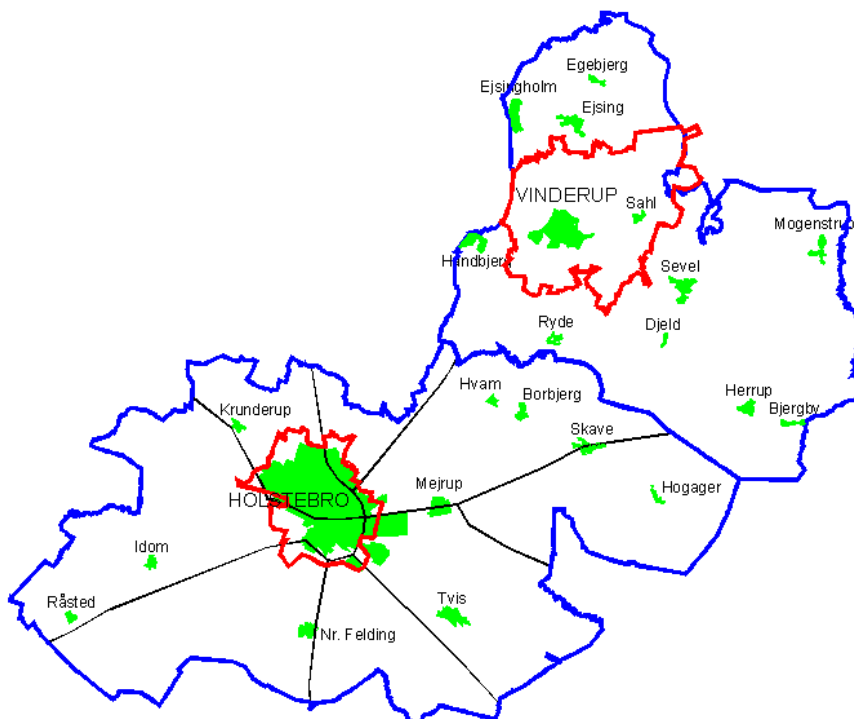 Egebjerg
Ejsingholm
Ejsing
VINDERUP
Sahl
Mogenstrup
Handbjerg
Sevel
Ryde
Djeld
Hvam
Borbjerg
Herrup
Bjergby
Krunderup
Skave
HOLSTEBRO
Mejrup
Hogager
Idom
Råsted
Tvis
Nr. Felding